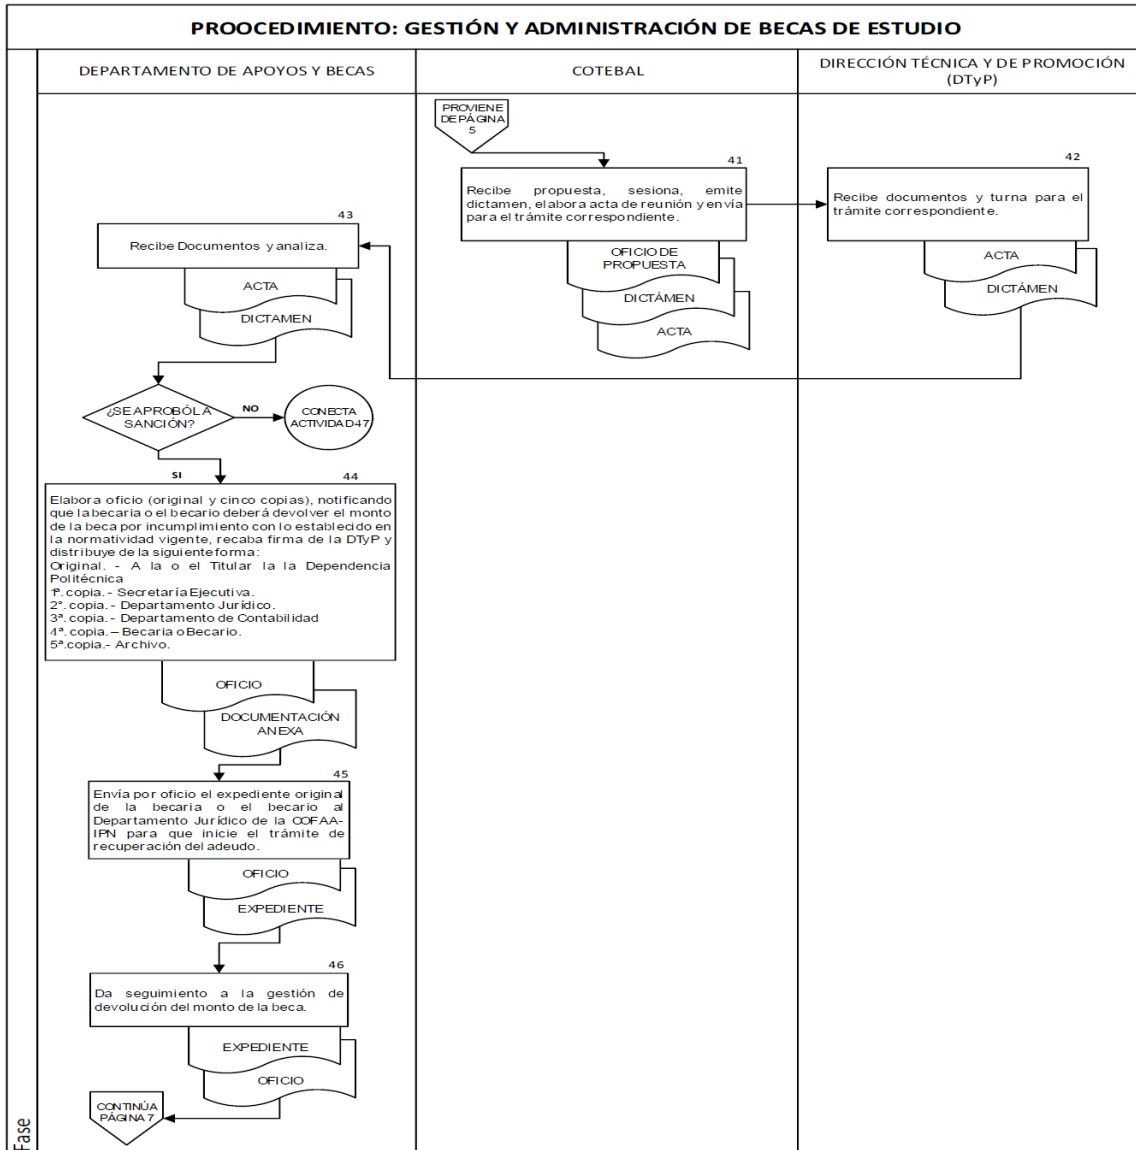 PROOCEDIMIENTO: GESTIÓN Y ADMINISTRACIÓN DE BECAS DE ESTUDIO
DEPARTAMENTO DE APOYOS Y BECAS
COTEBAL
DIRECCIÓN TÉCNICA Y DE PROMOCIÓN
(DTyP)
PROVIENE
DE PÁGINA
5
41
Recibe propuesta, sesiona, emite
dictamen, elabora acta de reunión y envía
para el trámite correspondiente.
OFICIO DE
PROPUESTA
DICTÁMEN
ACTA
42
Recibe documentos y turna para el
trámite correspondiente.
ACTA
DICTÁMEN
43
Recibe Documentos y analiza.
ACTA
DICTAMEN
¿SE APROBÓ LA
SANCIÓN?
NO
CONECTA
ACTIVIDAD 47
SI
44
Elabora oficio (original y cinco copias), notificando
que la becaria o el becario deberá devolver el monto
de la beca por incumplimiento con lo establecido en
la normatividad vigente, recaba firma de la DTyP y
distribuye de la siguiente forma:
Original. - A la o el Titular la la Dependencia
Politécnica
1ª. copia. - Secretaría Ejecutiva.
2°. copia. - Departamento Jurídico.
3ª. copia. - Departamento de Contabilidad
4ª. copia. – Becaria o Becario.
5ª.copia.- Archivo.
OFICIO
DOCUMENTACIÓN
ANEXA
45
Envía por oficio el expediente original
de la becaria o el becario al
Departamento Jurídico de la COFAA-
IPN para que inicie el trámite de
recuperación del adeudo.
OFICIO
EXPEDIENTE
46
Da seguimiento a la gestión de
devolución del monto de la beca.
EXPEDIENTE
OFICIO
CONTINÚA
PÁGINA 7
Fase